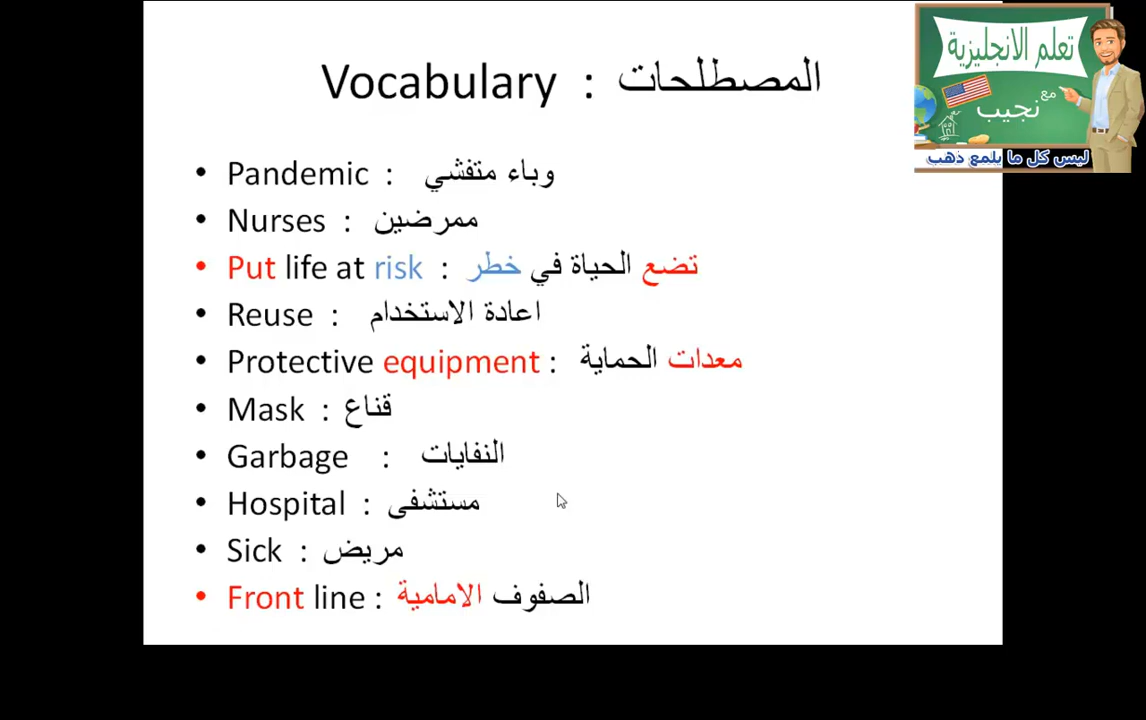 Vocabulary : المصطلحات
• Pandemic : وباء متفشي
• Nurses : ممرضين
• Put life at risk : تضع الحياة في خطر
• Reuse : اعادة الاستخدام
• Protective equipment : معدات الحماية
• Mask : قناع
• Garbage : النفايات
• Hospital : مستشفى
• Sick : مريض
• Front line : الصفوف الامامية
تعلم الانجليزية
مع
نجيب
ليس كل ما يلمع ذهب